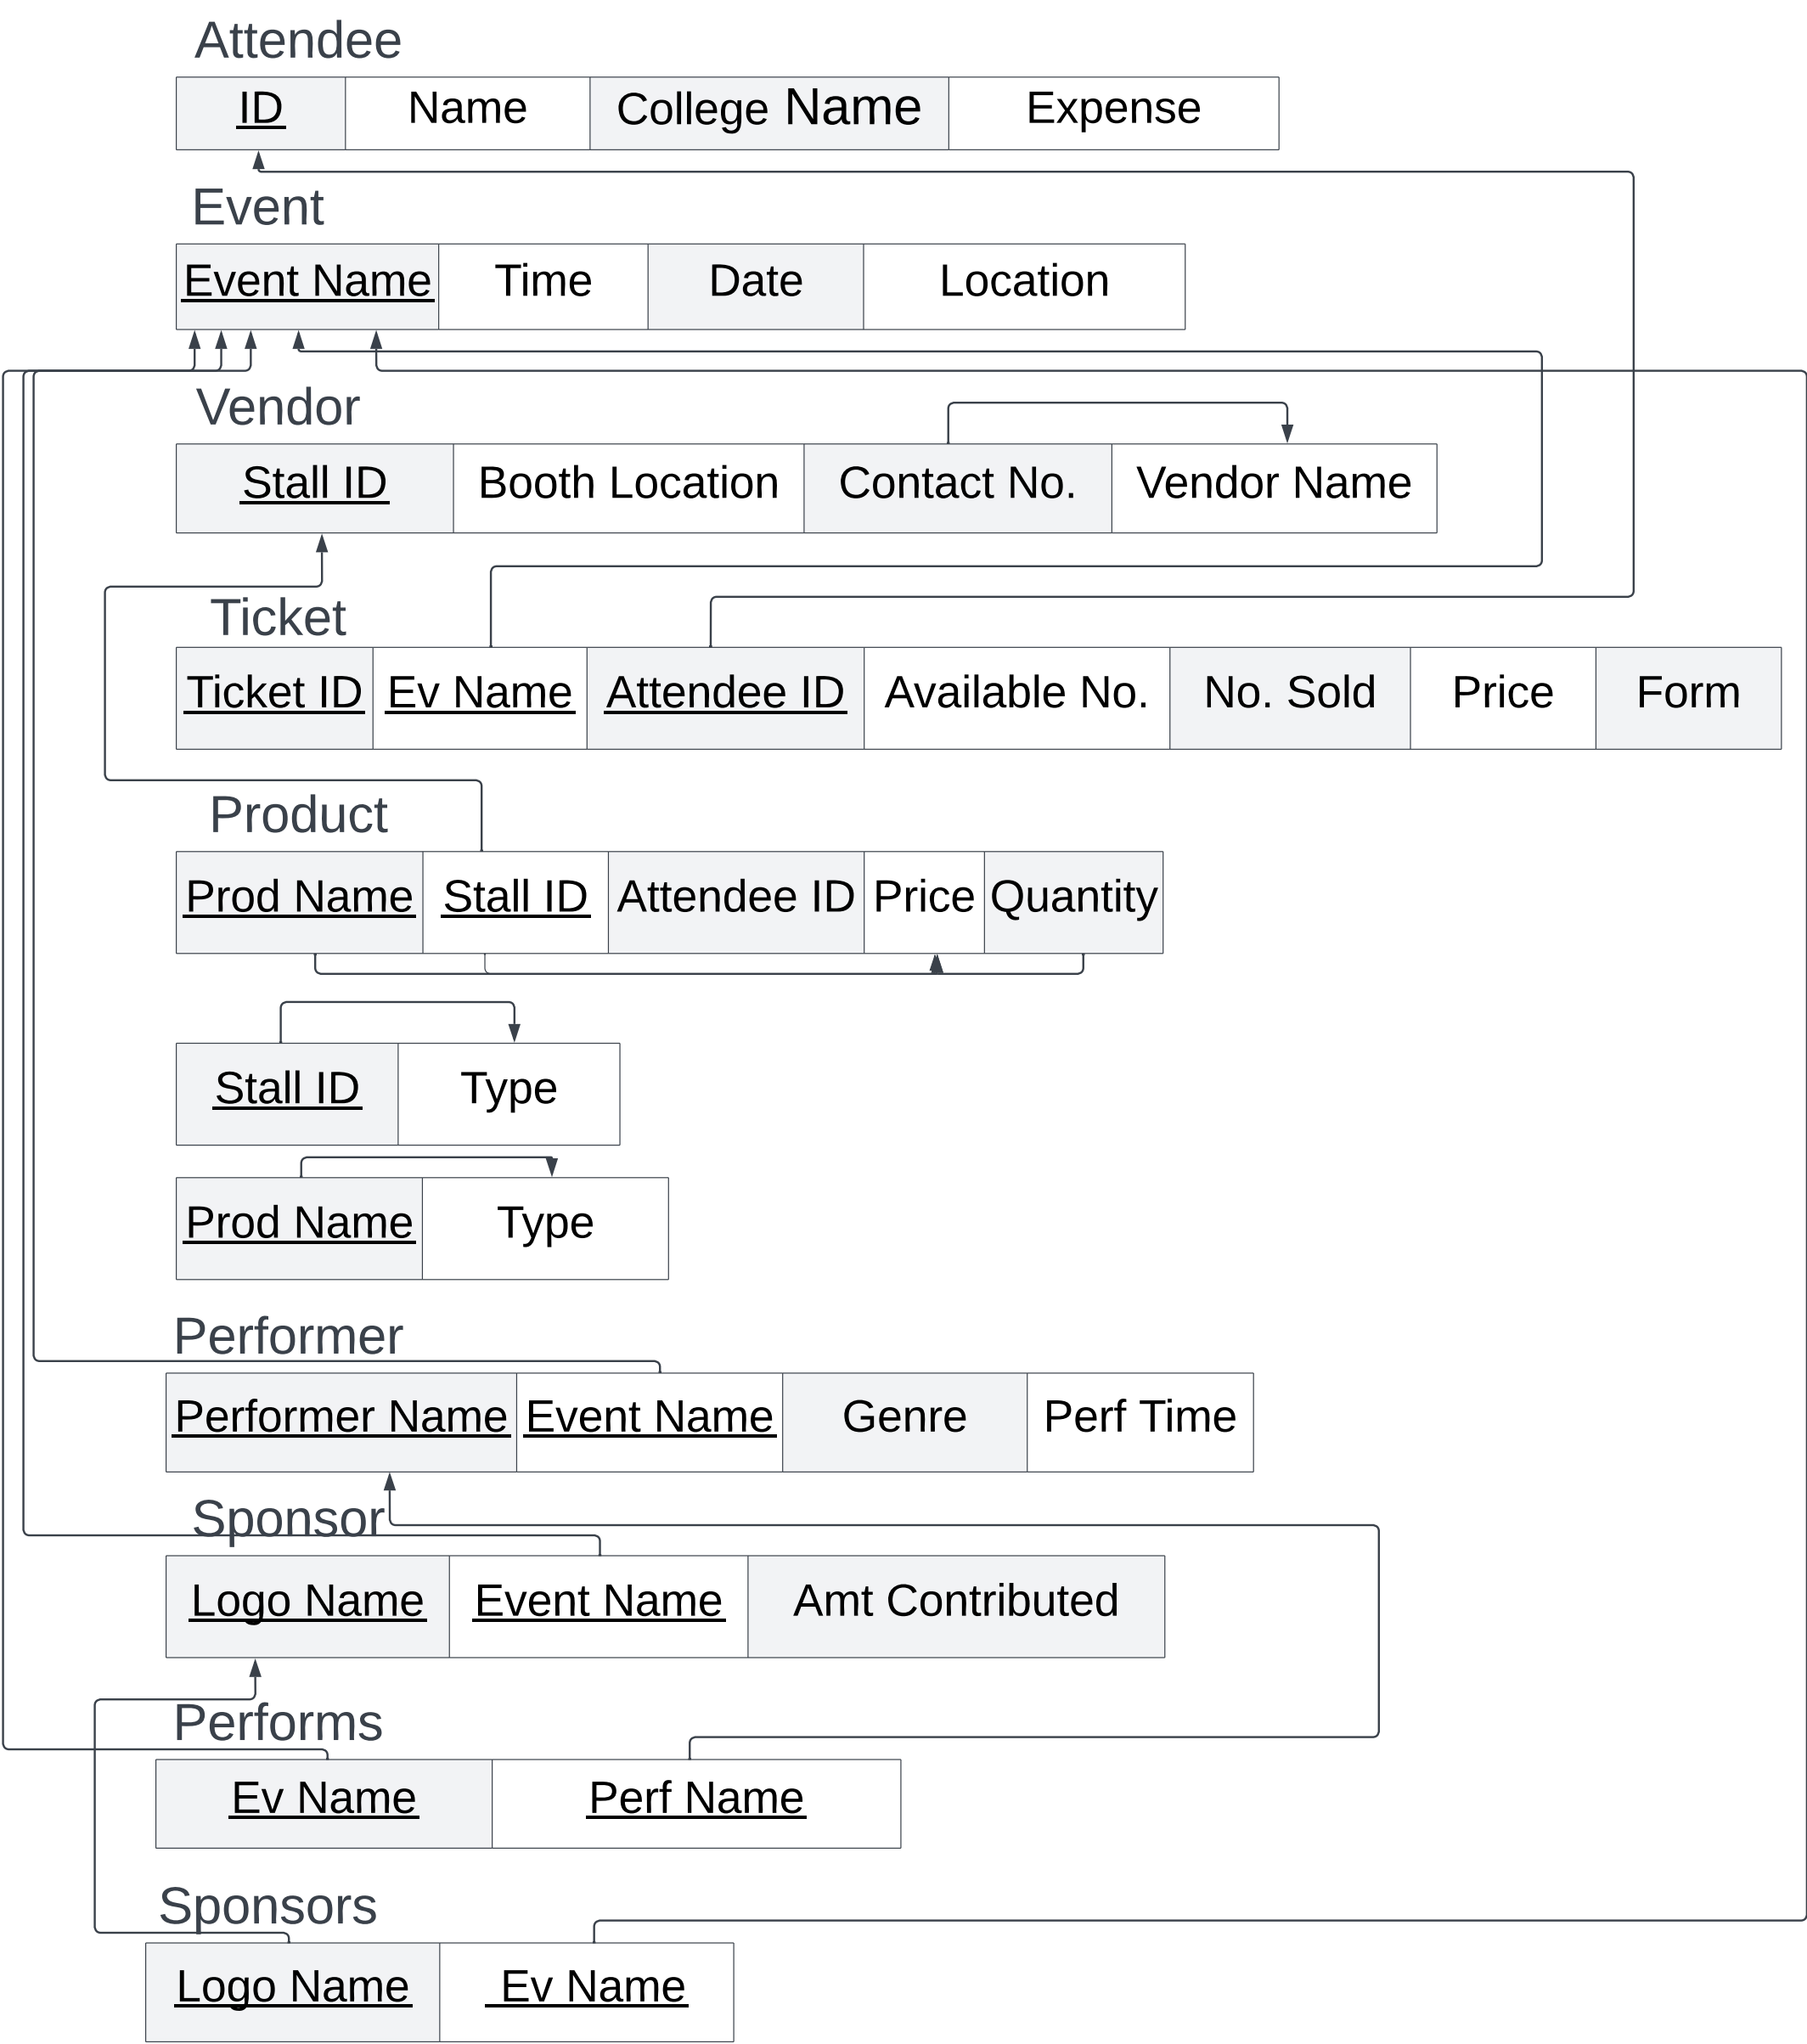 Attendee
ID Name College Name Expense
Event
Event Name Time Date Location
Vendor
Stall ID Booth Location Contact No. Vendor Name
Ticket
Ticket ID Ev Name Attendee ID Available No. No. Sold Price Form
Product
Prod Name Stall ID Attendee ID Price Quantity
Stall ID Type
Prod Name Type
Performer
Performer Name Event Name Genre Perf Time
Sponsor
Logo Name Event Name Amt Contributed
Performs
Ev Name Perf Name
Sponsors
Logo Name Ev Name